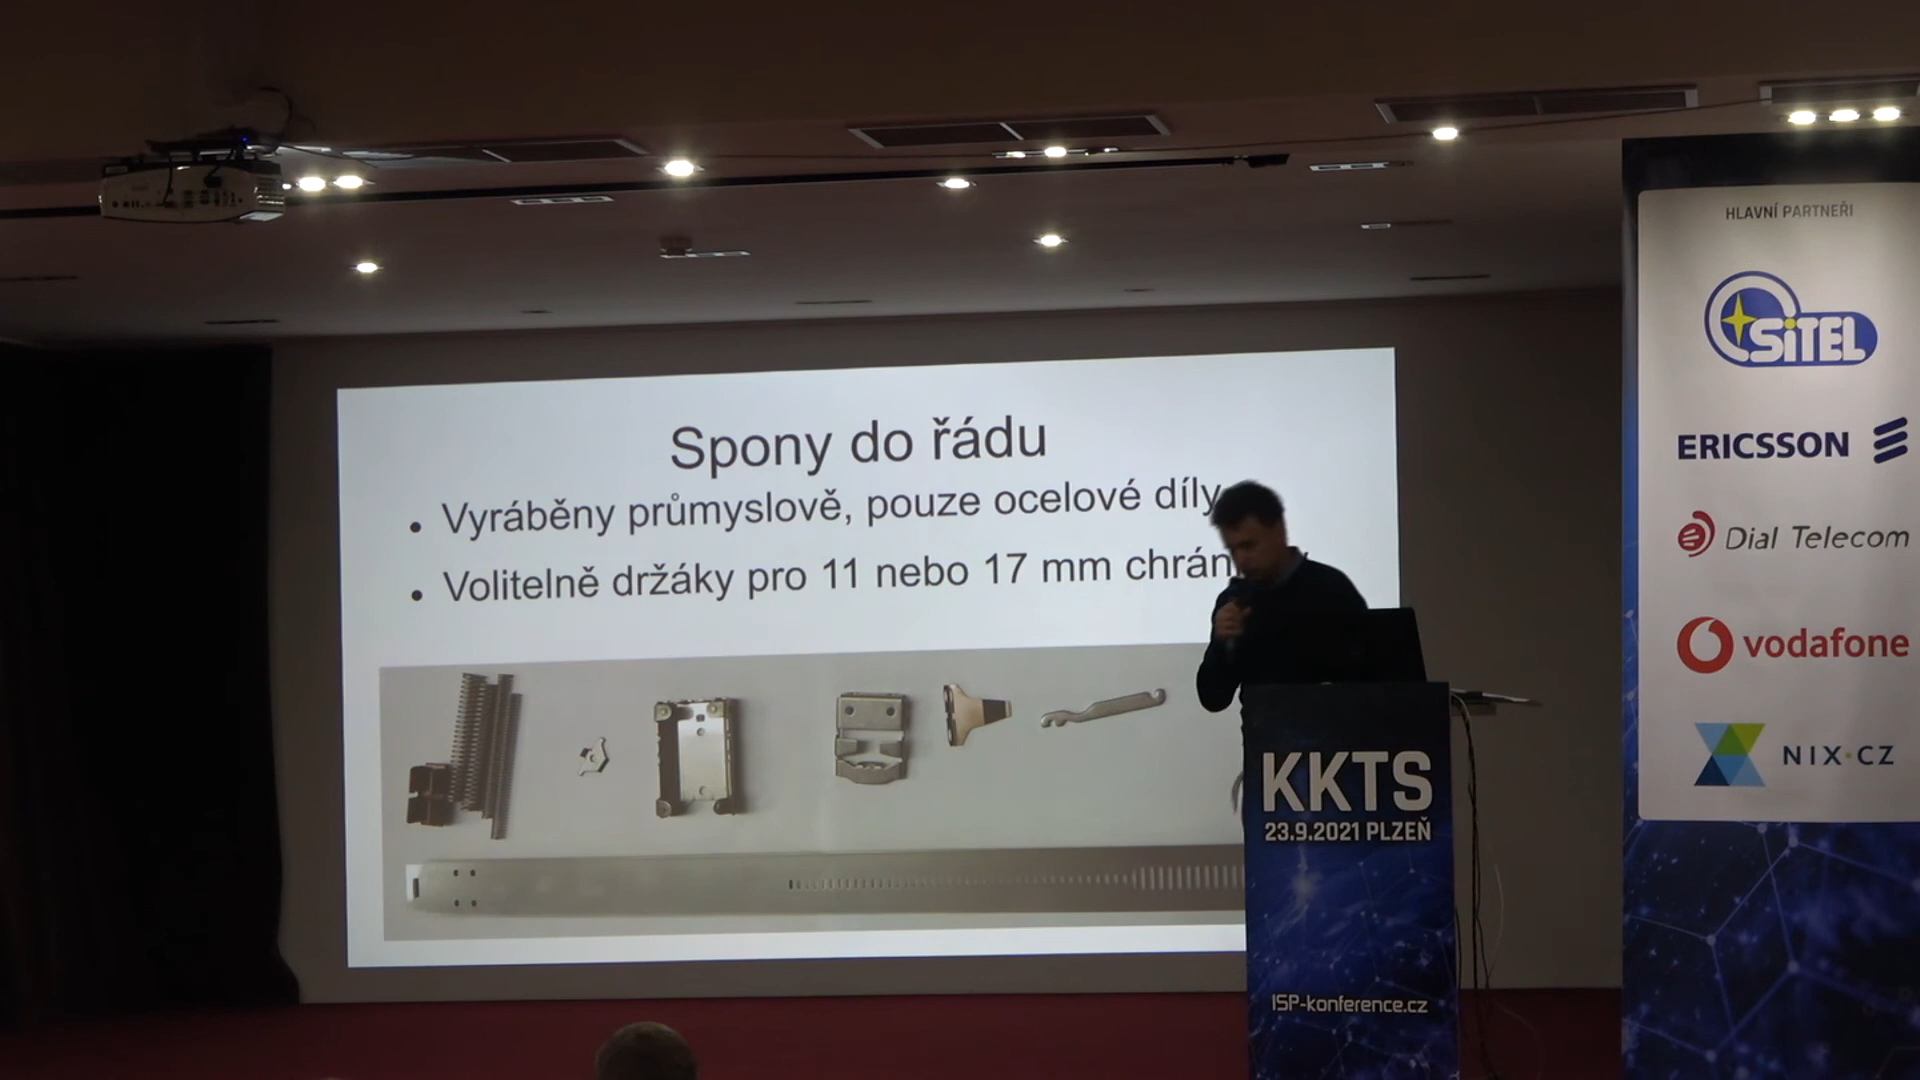 Spony do řádu
• Vyráběny průmyslově, pouze ocelové díly
• Volitelně držáky pro 11 nebo 17 mm
HLAVNÍ PARTNEŘI
SiTEL
ERICSSON
Dial Telecom
vodafone
NIX.CZ
KKTS
23.9.2021 PLZEŇ
ISP-konference.cz